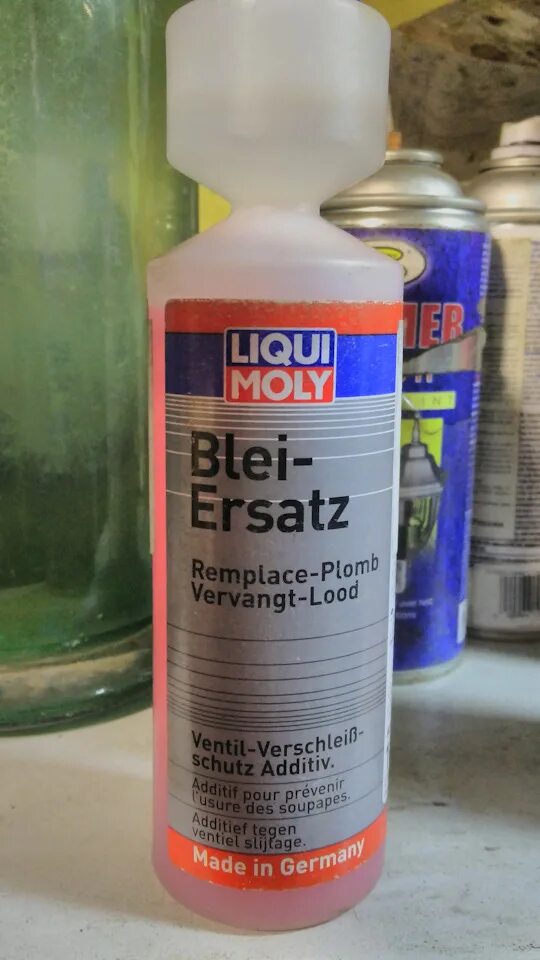 LIQUI
MOLY
Blei-
Ersatz
Remplace-Plomb
Vervangt-Lood
Ventil-Verschleiß-
schutz Additiv.
Additif pour prévenir
l'usure des soupapes.
Additief tegen
ventiel slijtage.
Made in Germany
MER